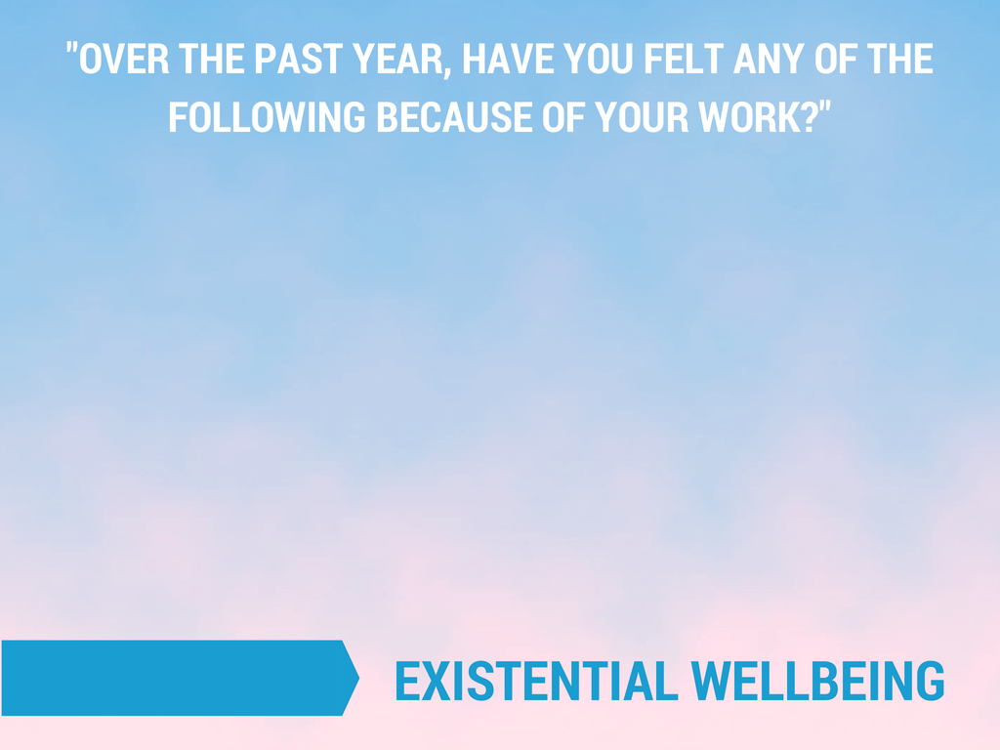 "OVER THE PAST YEAR, HAVE YOU FELT ANY OF THE
FOLLOWING BECAUSE OF YOUR WORK?"
EXISTENTIAL WELLBEING